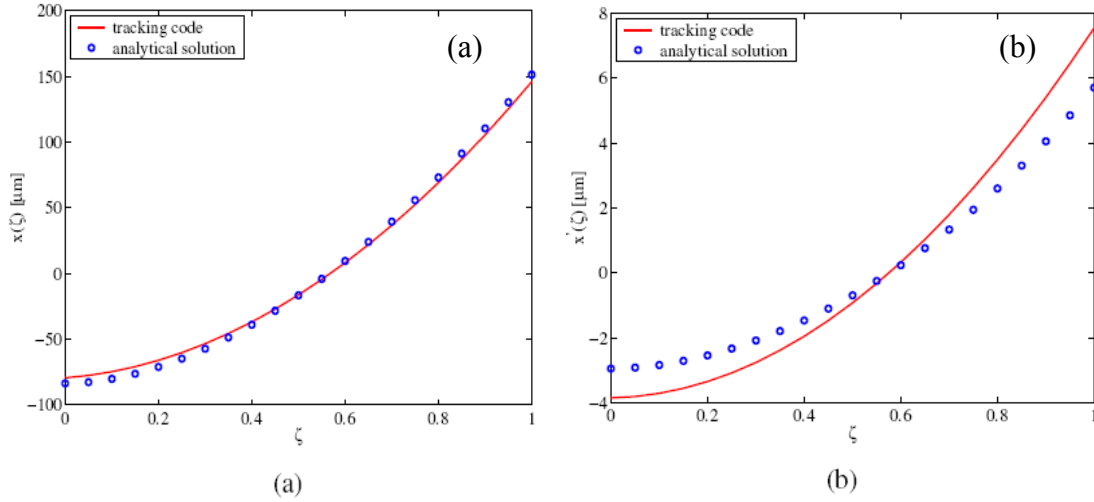 tracking code
analytical solution
(a)
200
150
100
50
0
−50
−100
0
0.2
0.4
0.6
0.8
1
x(ζ) [μm]
ζ
(a)
tracking code
analytical solution
(b)
8
6
4
2
0
−2
−4
0
0.2
0.4
0.6
0.8
1
x'(ζ) [μm]
ζ
(b)